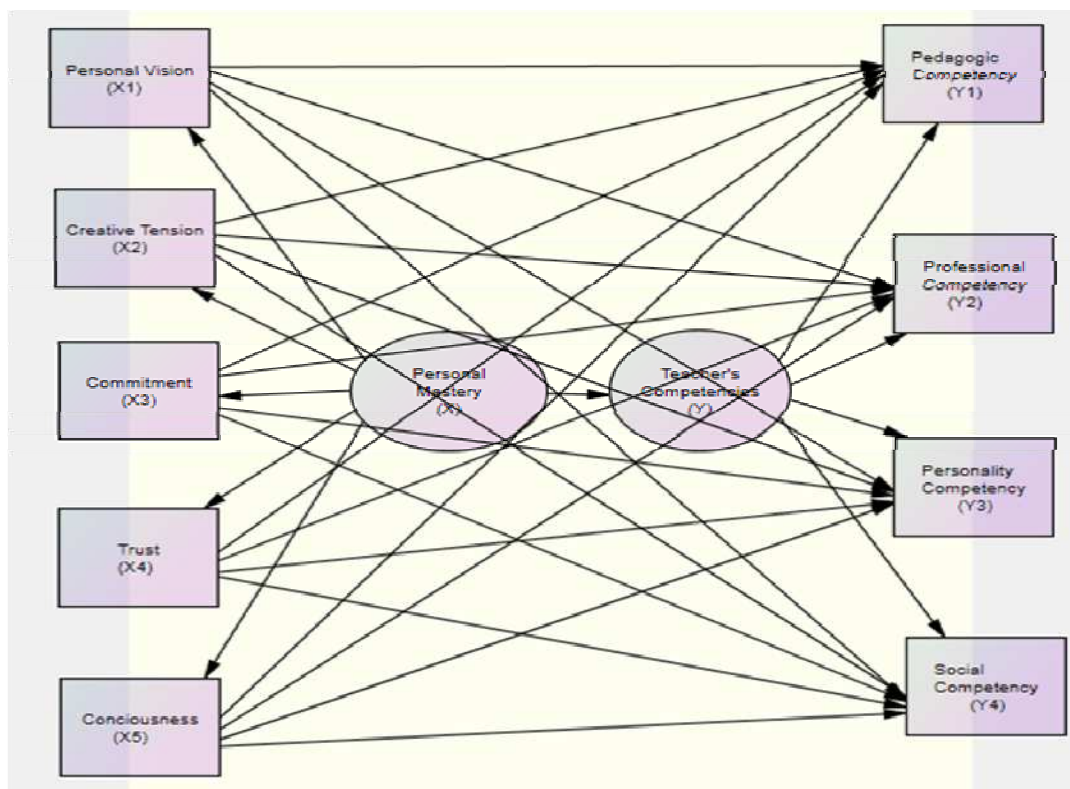 Personal Vision
(X1)
Creative Tension
(X2)
Commitment
(X3)
Trust
(X4)
Conciousness
(X5)
Personal
Mastery
(X)
Teacher's
Competencies
(Y)
Pedagogic
Competency
(Y1)
Professional
Competency
(Y2)
Personality
Competency
(Y3)
Social
Competency
(Y4)